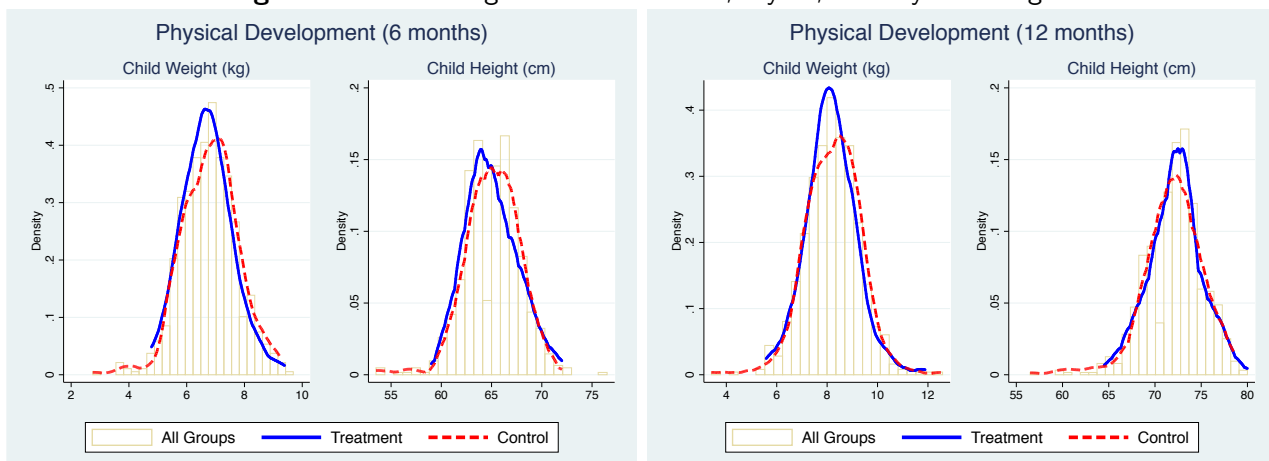 Physical Development (6 months)
Child Weight (kg)
Child Height (cm)
Density
0 .1 .2 .3 .4 .5
2 4 6 8 10
Density
0 .05 .1 .15 .2
55 60 65 70 75
All Groups Treatment Control
Physical Development (12 months)
Child Weight (kg)
Child Height (cm)
Density
0 .1 .2 .3 .4
4 6 8 10 12
Density
0 .05 .1 .15 .2
55 60 65 70 75 80
All Groups Treatment Control